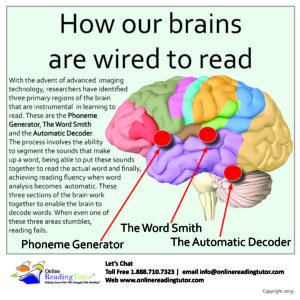 How our brains
are wired to read
With the advent of advanced imaging
technology, researchers have identified
three primary regions of the brain
that are instrumental in learning to
read. These are the Phoneme
Generator, The Word Smith
and the Automatic Decoder.
The process involves the ability
to segment the sounds that make
up a word, being able to put these sounds
together to read the actual word and finally,
achieving reading fluency when word
analysis becomes automatic. These
three sections of the brain work
together to enable the brain to
decode words. When even one of
these three areas stumbles,
reading fails.
Phoneme Generator
The Word Smith
The Automatic Decoder
Online
Reading Tutor
Let's Chat
Toll Free 1.888.710.7323 | email info@onlinereadingtutor.com
Web www.onlinereadingtutor.com
Copyright 2019